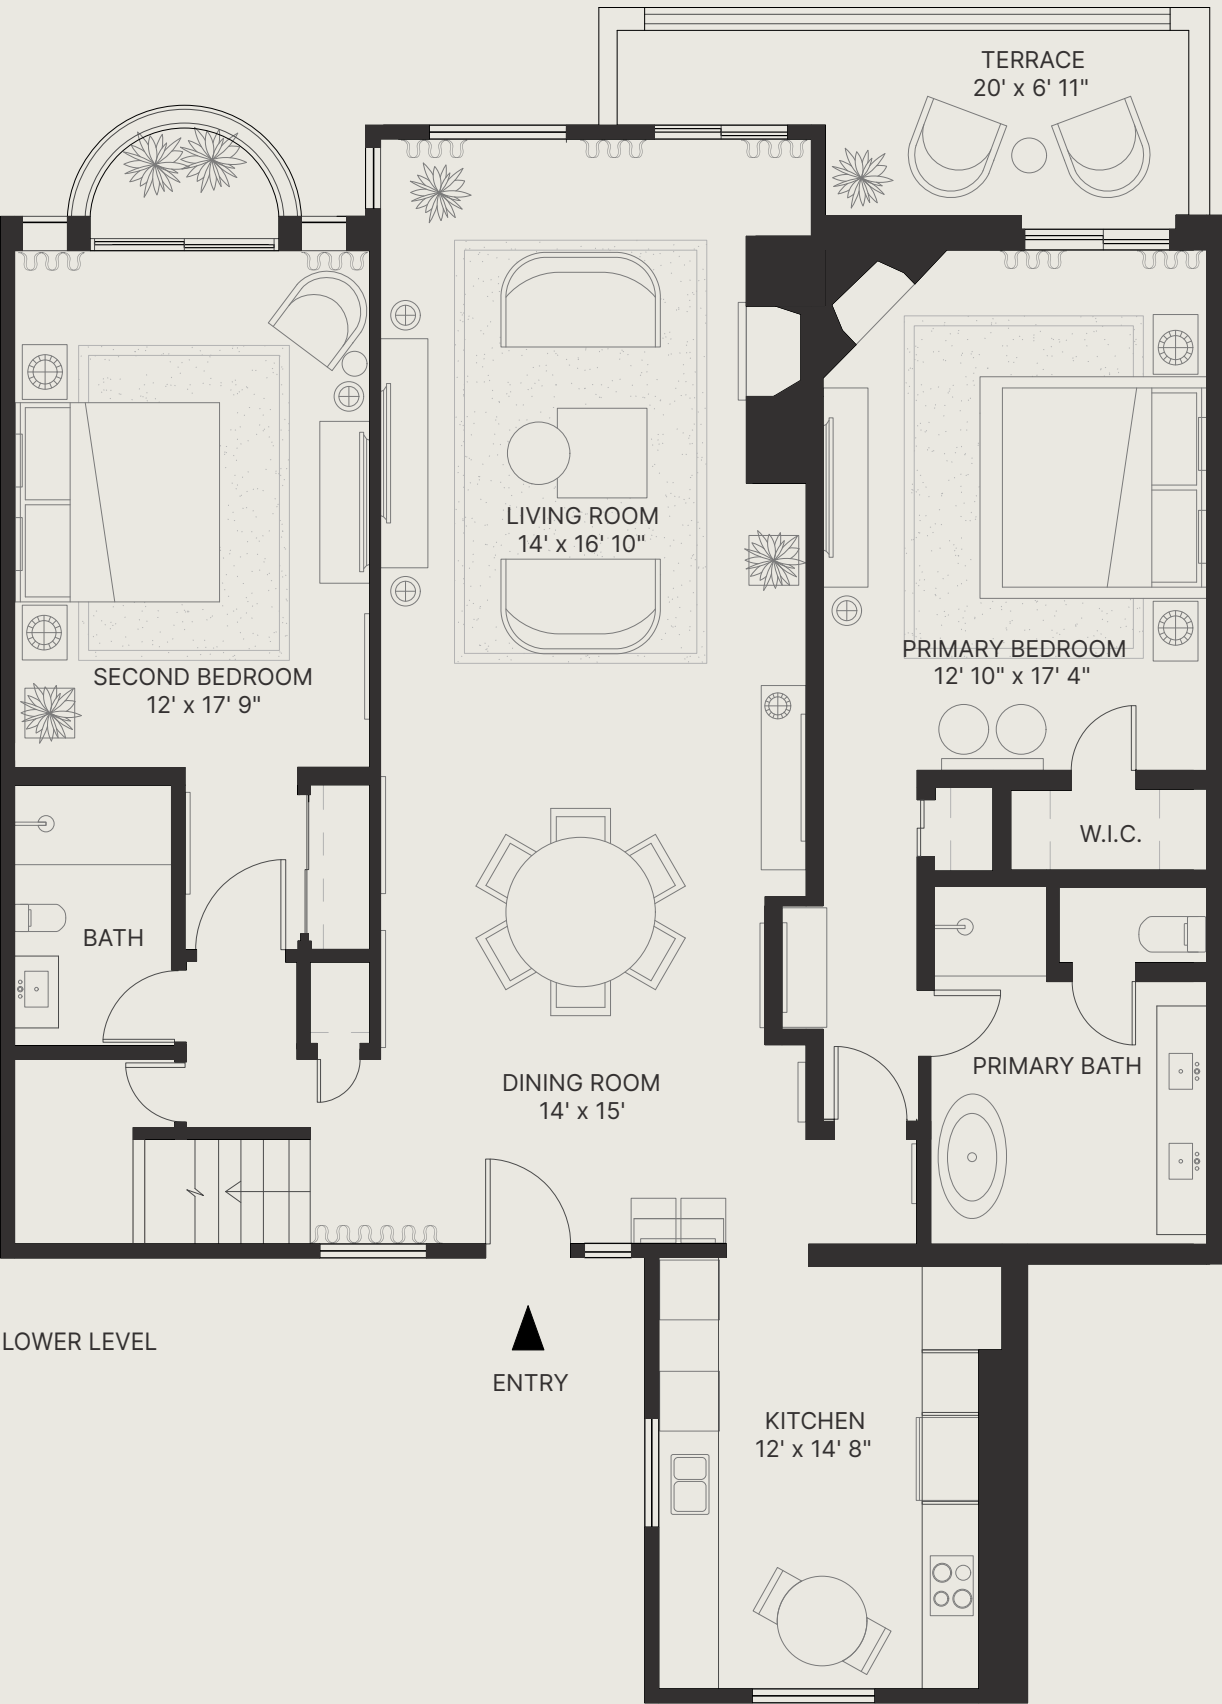 TERRACE
20' x 6' 11"
LIVING ROOM
14' x 16' 10"
SECOND BEDROOM
12' x 17' 9"
PRIMARY BEDROOM
12' 10" x 17' 4"
W.I.C.
BATH
PRIMARY BATH
DINING ROOM
14' x 15'
LOWER LEVEL
ENTRY
KITCHEN
12' x 14' 8"